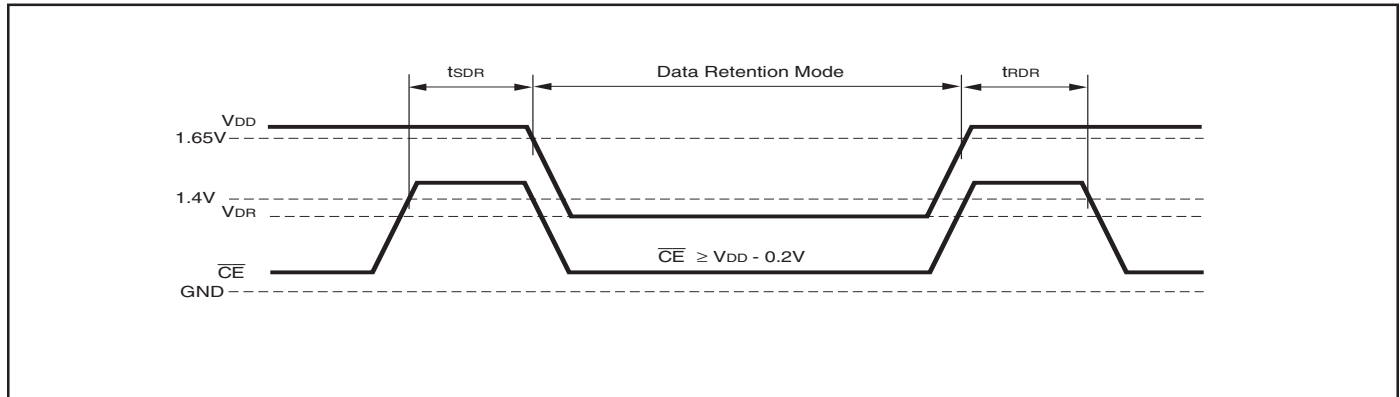 tSDR Data Retention Mode tRDR
VDD
1.65V
1.4V
VDR
CE ≥ VDD - 0.2V
CE
GND